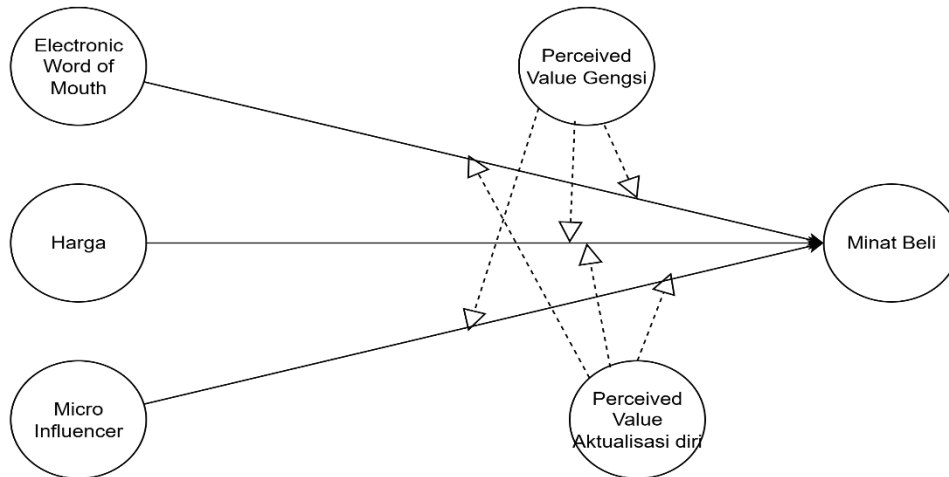 Electronic
Word of
Mouth
Perceived
Value Gengsi
Harga
Minat Beli
Micro
Influencer
Perceived
Value
Aktualisasi diri